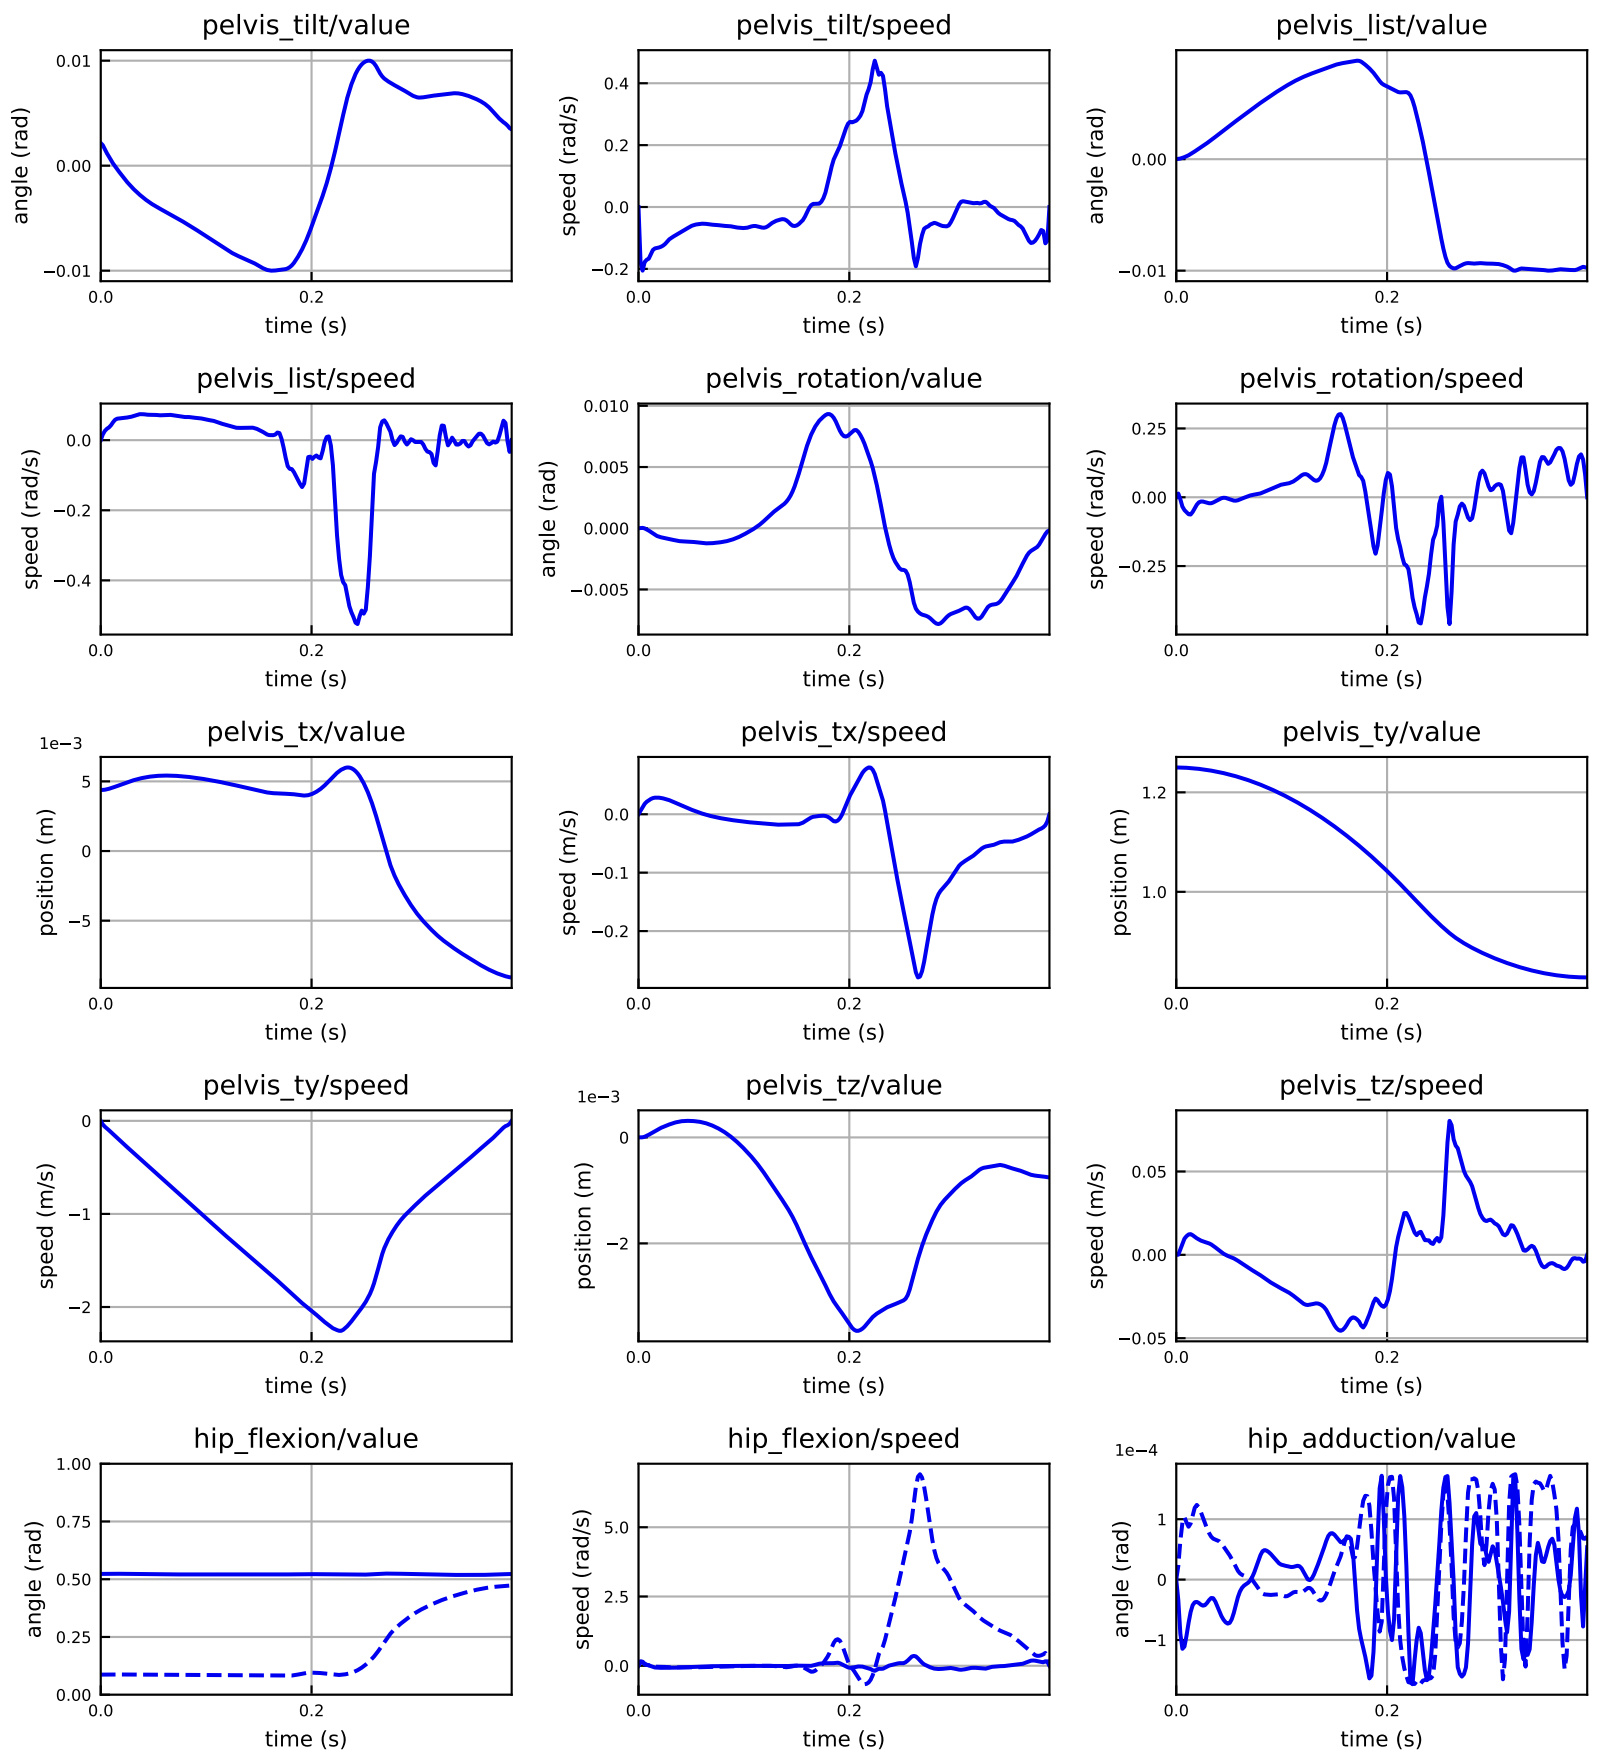 pelvis_tilt/value
angle (rad)
0.01
0.00
−0.01
0.0
0.2
time (s)
pelvis_tilt/speed
speed (rad/s)
0.4
0.2
0.0
−0.2
0.0
0.2
time (s)
pelvis_list/value
angle (rad)
0.00
−0.01
0.0
0.2
time (s)
pelvis_list/speed
speed (rad/s)
0.0
−0.2
−0.4
0.0
0.2
time (s)
pelvis_rotation/value
angle (rad)
0.010
0.005
0.000
−0.005
0.0
0.2
time (s)
pelvis_rotation/speed
speed (rad/s)
0.25
0.00
−0.25
0.0
0.2
time (s)
pelvis_tx/value
1e−3
position (m)
5
0
−5
0.0
0.2
time (s)
pelvis_tx/speed
speed (m/s)
0.0
−0.1
−0.2
0.0
0.2
time (s)
pelvis_ty/value
position (m)
1.2
1.0
0.0
0.2
time (s)
pelvis_ty/speed
speed (m/s)
0
−1
−2
0.0
0.2
time (s)
pelvis_tz/value
1e−3
position (m)
0
−2
0.0
0.2
time (s)
pelvis_tz/speed
speed (m/s)
0.05
0.00
−0.05
0.0
0.2
time (s)
hip_flexion/value
angle (rad)
1.00
0.75
0.50
0.25
0.00
0.0
0.2
time (s)
hip_flexion/speed
speed (rad/s)
5.0
2.5
0.0
0.0
0.2
time (s)
hip_adduction/value
1e−4
angle (rad)
1
0
−1
0.0
0.2
time (s)